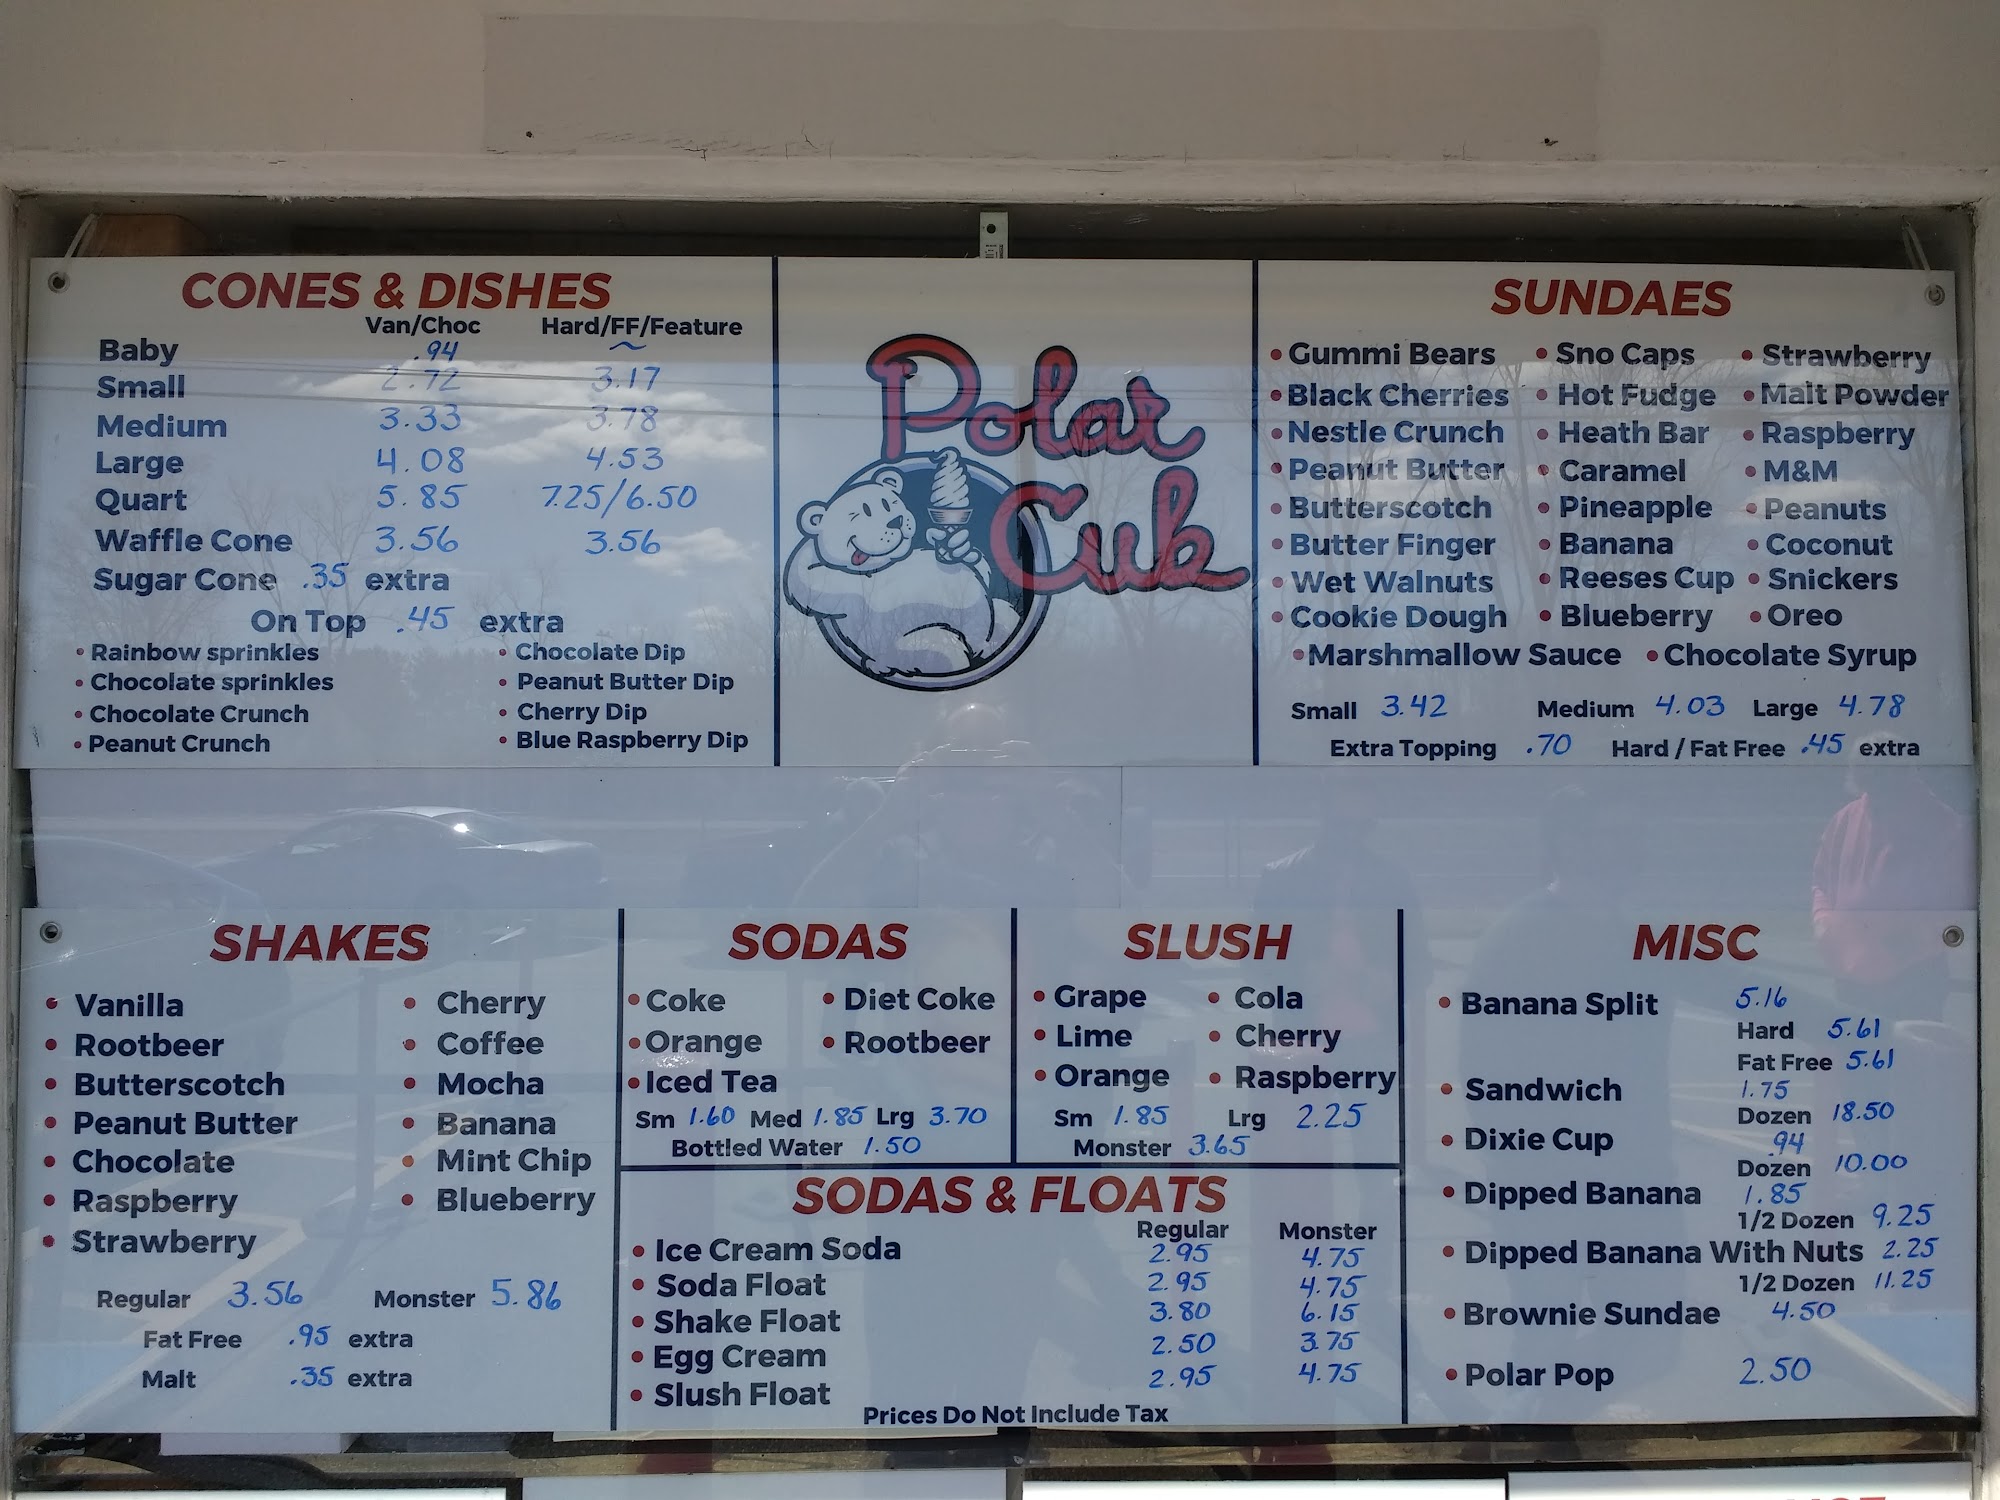 CONES & DISHES
Van/Choc Hard/FF/Feature
Baby .94 ~
Small 2.72 3.17
Medium 3.33 3.78
Large 4.08 4.53
Quart 5.85 7.25/6.50
Waffle Cone 3.56 3.56
Sugar Cone .35 extra
On Top .45 extra
• Rainbow sprinkles • Chocolate Dip
• Chocolate sprinkles • Peanut Butter Dip
• Chocolate Crunch • Cherry Dip
• Peanut Crunch • Blue Raspberry Dip
Polar
Cub
SUNDAES
• Gummi Bears • Sno Caps • Strawberry
• Black Cherries • Hot Fudge • Malt Powder
• Nestle Crunch • Heath Bar • Raspberry
• Peanut Butter • Caramel • M&M
• Butterscotch • Pineapple • Peanuts
• Butter Finger • Banana • Coconut
• Wet Walnuts • Reeses Cup • Snickers
• Cookie Dough • Blueberry • Oreo
• Marshmallow Sauce • Chocolate Syrup
Small 3.42 Medium 4.03 Large 4.78
Extra Topping .70 Hard / Fat Free .45 extra
SHAKES
• Vanilla • Cherry
• Rootbeer • Coffee
• Butterscotch • Mocha
• Peanut Butter • Banana
• Chocolate • Mint Chip
• Raspberry • Blueberry
• Strawberry
Regular 3.56 Monster 5.86
Fat Free .95 extra
Malt .35 extra
SODAS
• Coke • Diet Coke
• Orange • Rootbeer
• Iced Tea
Sm 1.60 Med 1.85 Lrg 3.70
Bottled Water 1.50
SLUSH
• Grape • Cola
• Lime • Cherry
• Orange • Raspberry
Sm 1.85 Lrg 2.25
Monster 3.65
SODAS & FLOATS
Regular Monster
• Ice Cream Soda 2.95 4.75
• Soda Float 2.95 4.75
• Shake Float 3.80 6.15
• Egg Cream 2.50 3.75
• Slush Float 2.95 4.75
Prices Do Not Include Tax
MISC
• Banana Split 5.16
Hard 5.61
Fat Free 5.61
• Sandwich 1.75
Dozen 18.50
• Dixie Cup .94
Dozen 10.00
• Dipped Banana 1.85
1/2 Dozen 9.25
• Dipped Banana With Nuts 2.25
1/2 Dozen 11.25
• Brownie Sundae 4.50
• Polar Pop 2.50